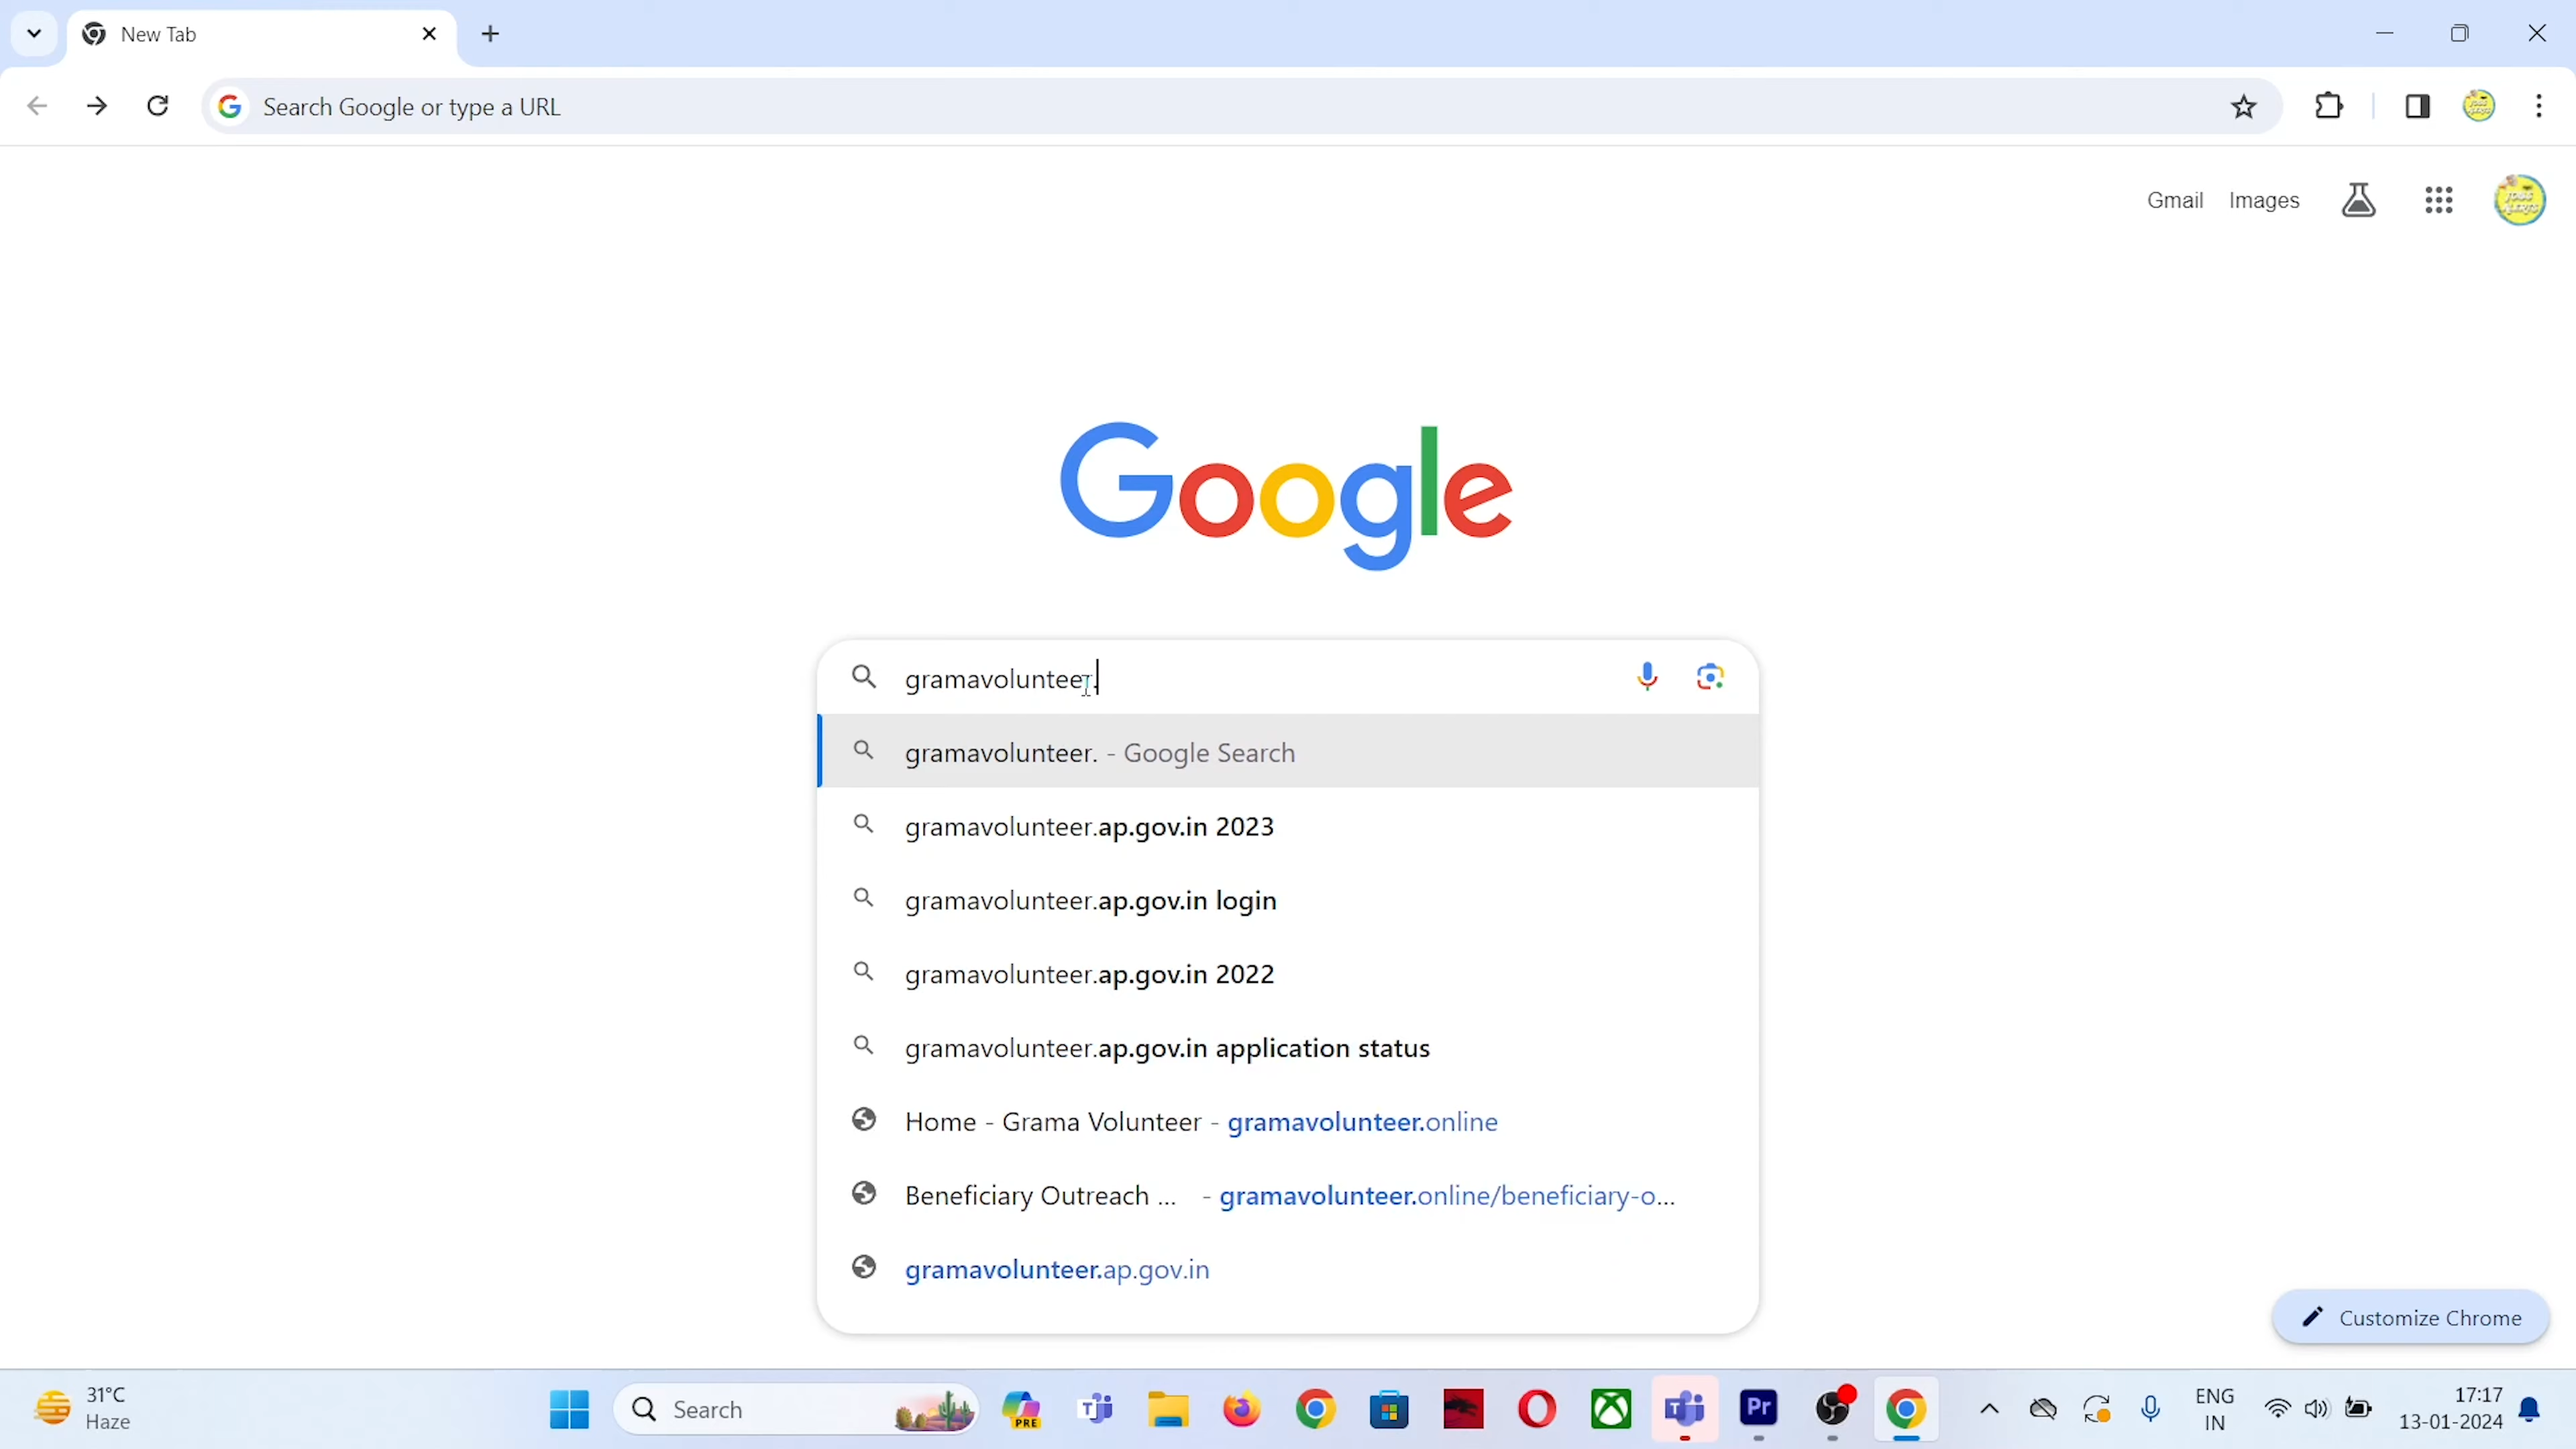 New Tab
Search Google or type a URL
Gmail Images
Google
gramavolunteer.
gramavolunteer. - Google Search
gramavolunteer.ap.gov.in 2023
gramavolunteer.ap.gov.in login
gramavolunteer.ap.gov.in 2022
gramavolunteer.ap.gov.in application status
Home - Grama Volunteer - gramavolunteer.online
Beneficiary Outreach ... - gramavolunteer.online/beneficiary-o...
gramavolunteer.ap.gov.in
Customize Chrome
31°C
Haze
Search
PRE
Pr
ENG
IN
17:17
13-01-2024